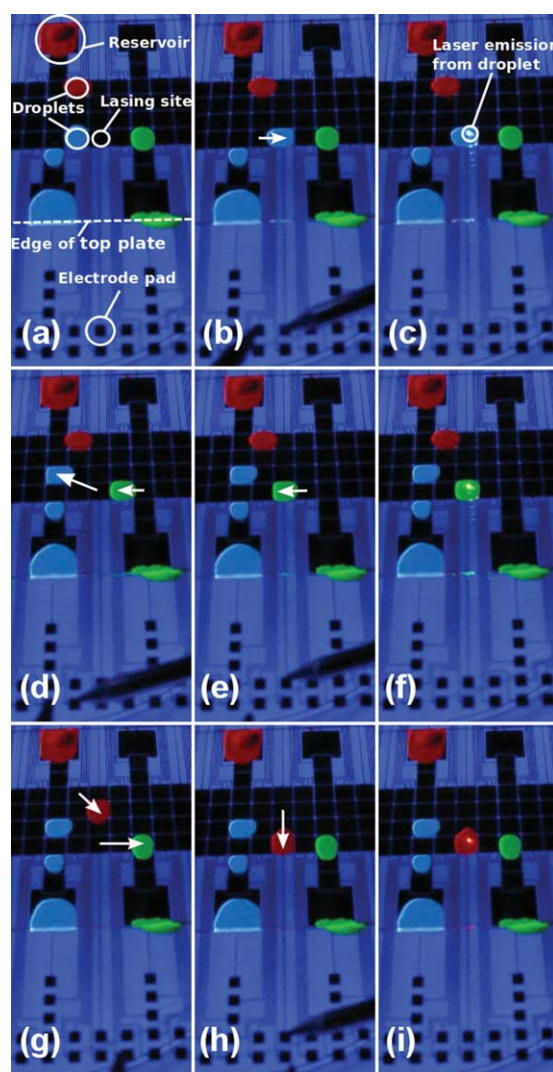 Reservoir
Droplets
Lasing site
Edge of top plate
Electrode pad
(a)
(b)
Laser emission
from droplet
(c)
(d)
(e)
(f)
(g)
(h)
(i)